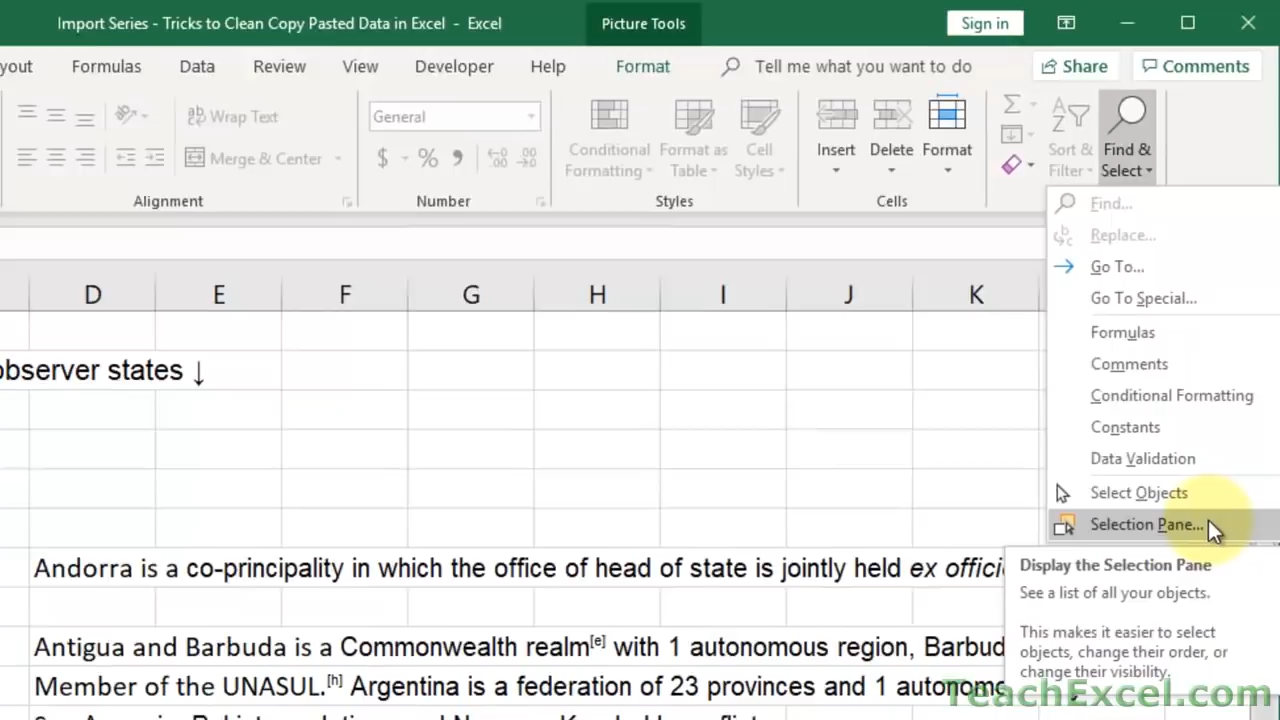 Import Series - Tricks to Clean Copy Pasted Data in Excel - Excel
Picture Tools
Sign in
yout
Formulas
Data
Review
View
Developer
Help
Format
Tell me what you want to do
Share
Comments
ab Wrap Text
General
Merge & Center
$ % ,
Conditional Formatting
Format as Table
Cell Styles
Insert
Delete
Format
Sort & Filter
Find & Select
Alignment
Number
Styles
Cells
Find...
Replace...
Go To...
Go To Special...
Formulas
Comments
Conditional Formatting
Constants
Data Validation
Select Objects
Selection Pane...
Display the Selection Pane
See a list of all your objects.
This makes it easier to select
objects, change their order, or
change their visibility.
D E F G H I J K
observer states ↓
Andorra is a co-principality in which the office of head of state is jointly held ex offici
Antigua and Barbuda is a Commonwealth realm[e] with 1 autonomous region, Barbud
Member of the UNASUL.[h] Argentina is a federation of 23 provinces and 1 autonomo
TeachExcel.com